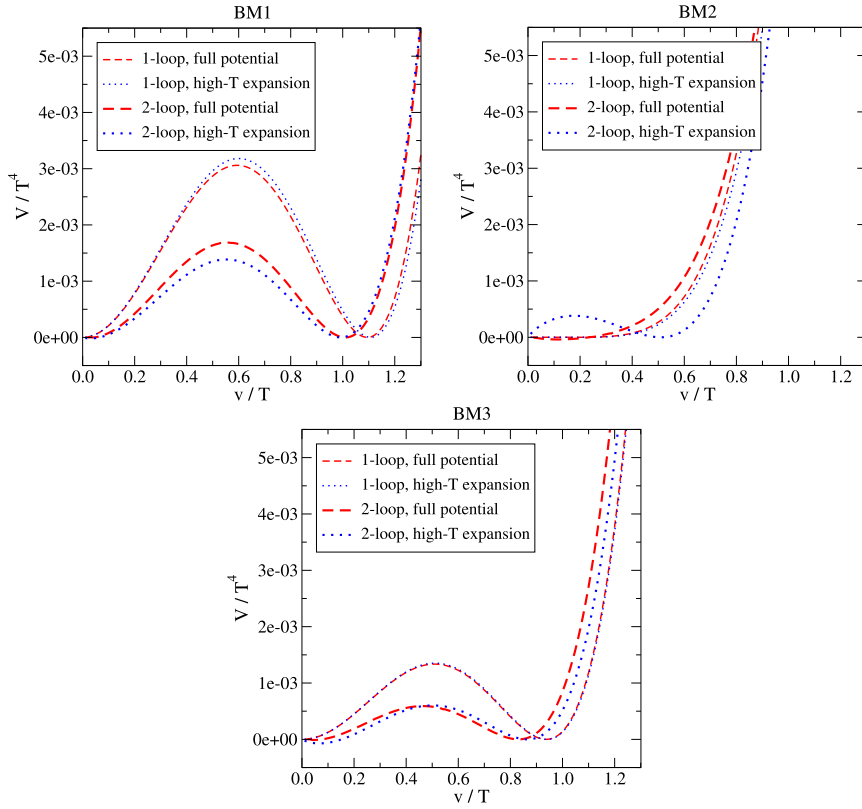 BM1
5e-03
4e-03
3e-03
2e-03
1e-03
0e+00
V / T^4
1-loop, full potential
1-loop, high-T expansion
2-loop, full potential
2-loop, high-T expansion
0.0 0.2 0.4 0.6 0.8 1.0 1.2
v / T
BM2
5e-03
4e-03
3e-03
2e-03
1e-03
0e+00
V / T^4
1-loop, full potential
1-loop, high-T expansion
2-loop, full potential
2-loop, high-T expansion
0.0 0.2 0.4 0.6 0.8 1.0 1.2
v / T
BM3
5e-03
4e-03
3e-03
2e-03
1e-03
0e+00
V / T^4
1-loop, full potential
1-loop, high-T expansion
2-loop, full potential
2-loop, high-T expansion
0.0 0.2 0.4 0.6 0.8 1.0 1.2
v / T